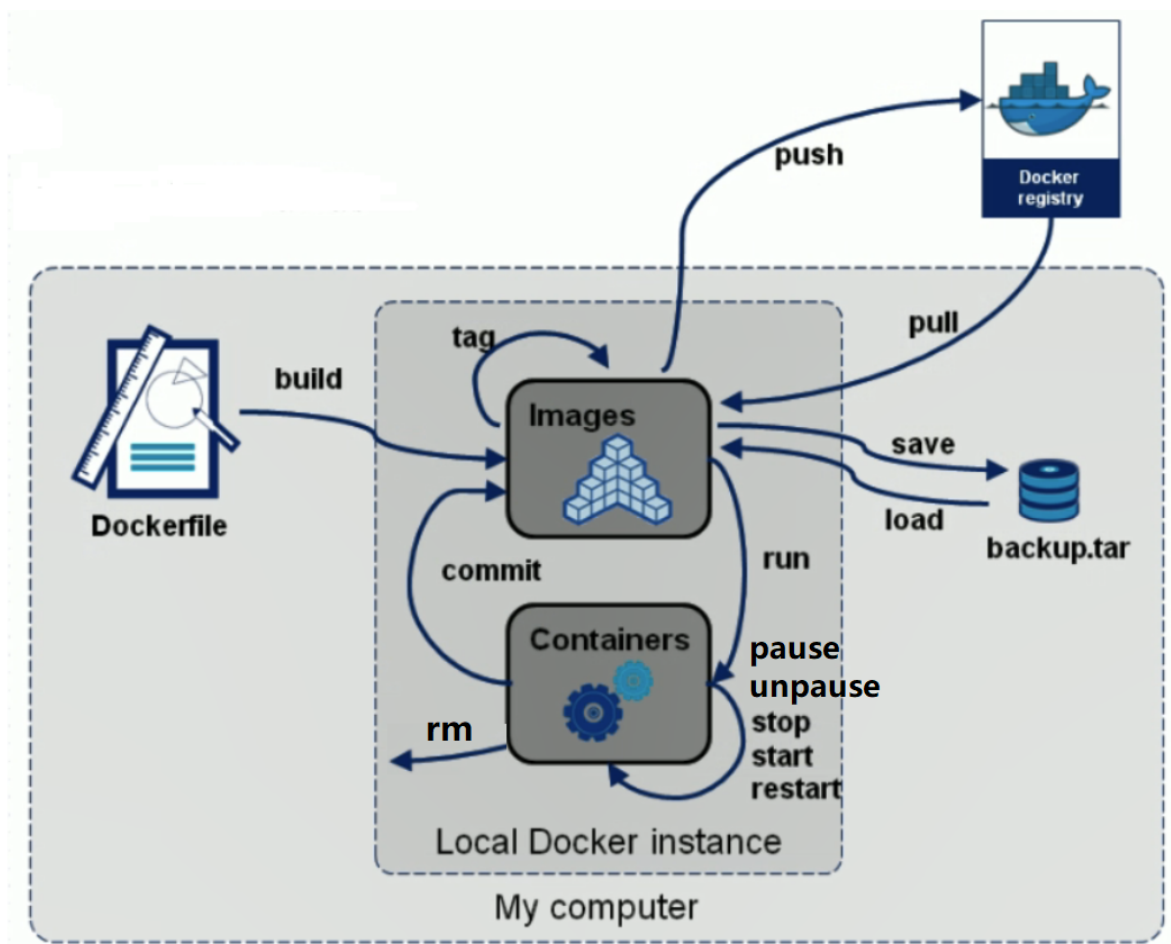 push
Docker
registry
pull
tag
build
Images
save
load
Dockerfile
backup.tar
commit
run
Containers
pause
unpause
stop
start
restart
rm
Local Docker instance
My computer